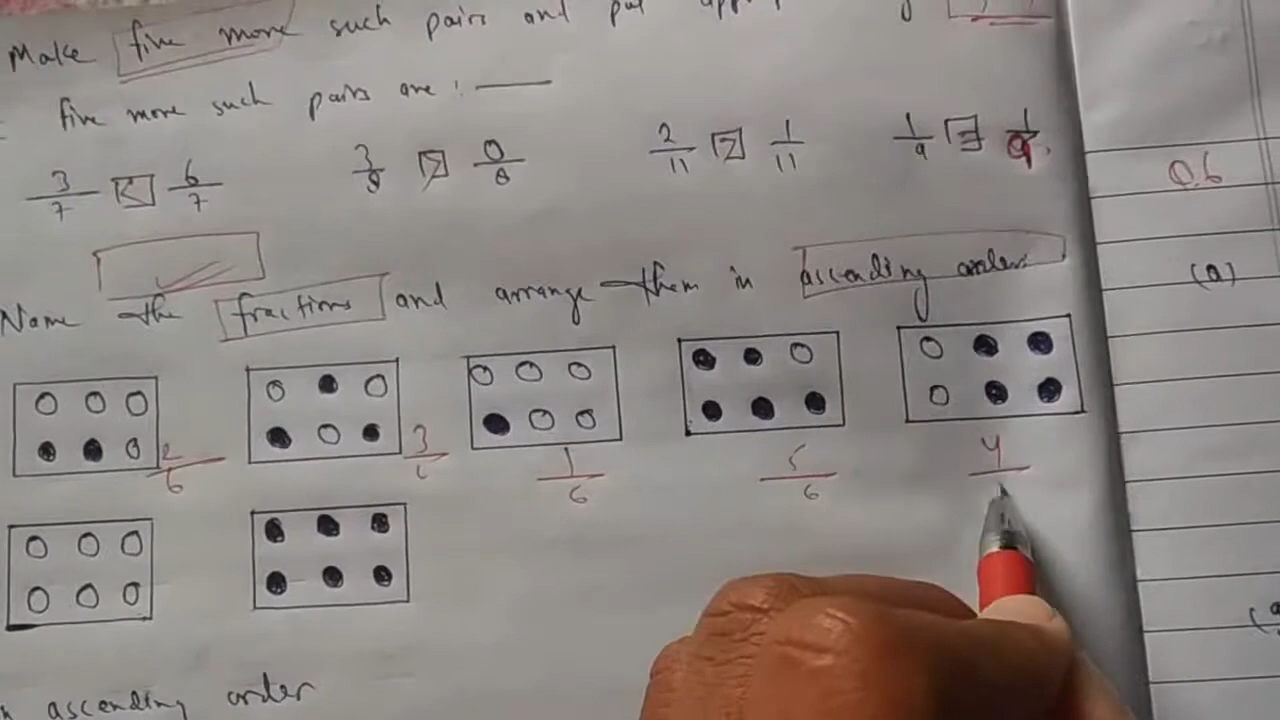 Make five more such pairs and put
five more such pairs are :
3/7 < 6/7 3/8 > 0/8 2/11 > 1/11 1/9 = 1/9
Q.6
Name the fractions and arrange them in ascending order.
(a)
2/6 3/6 1/6 5/6 4/
ascending order